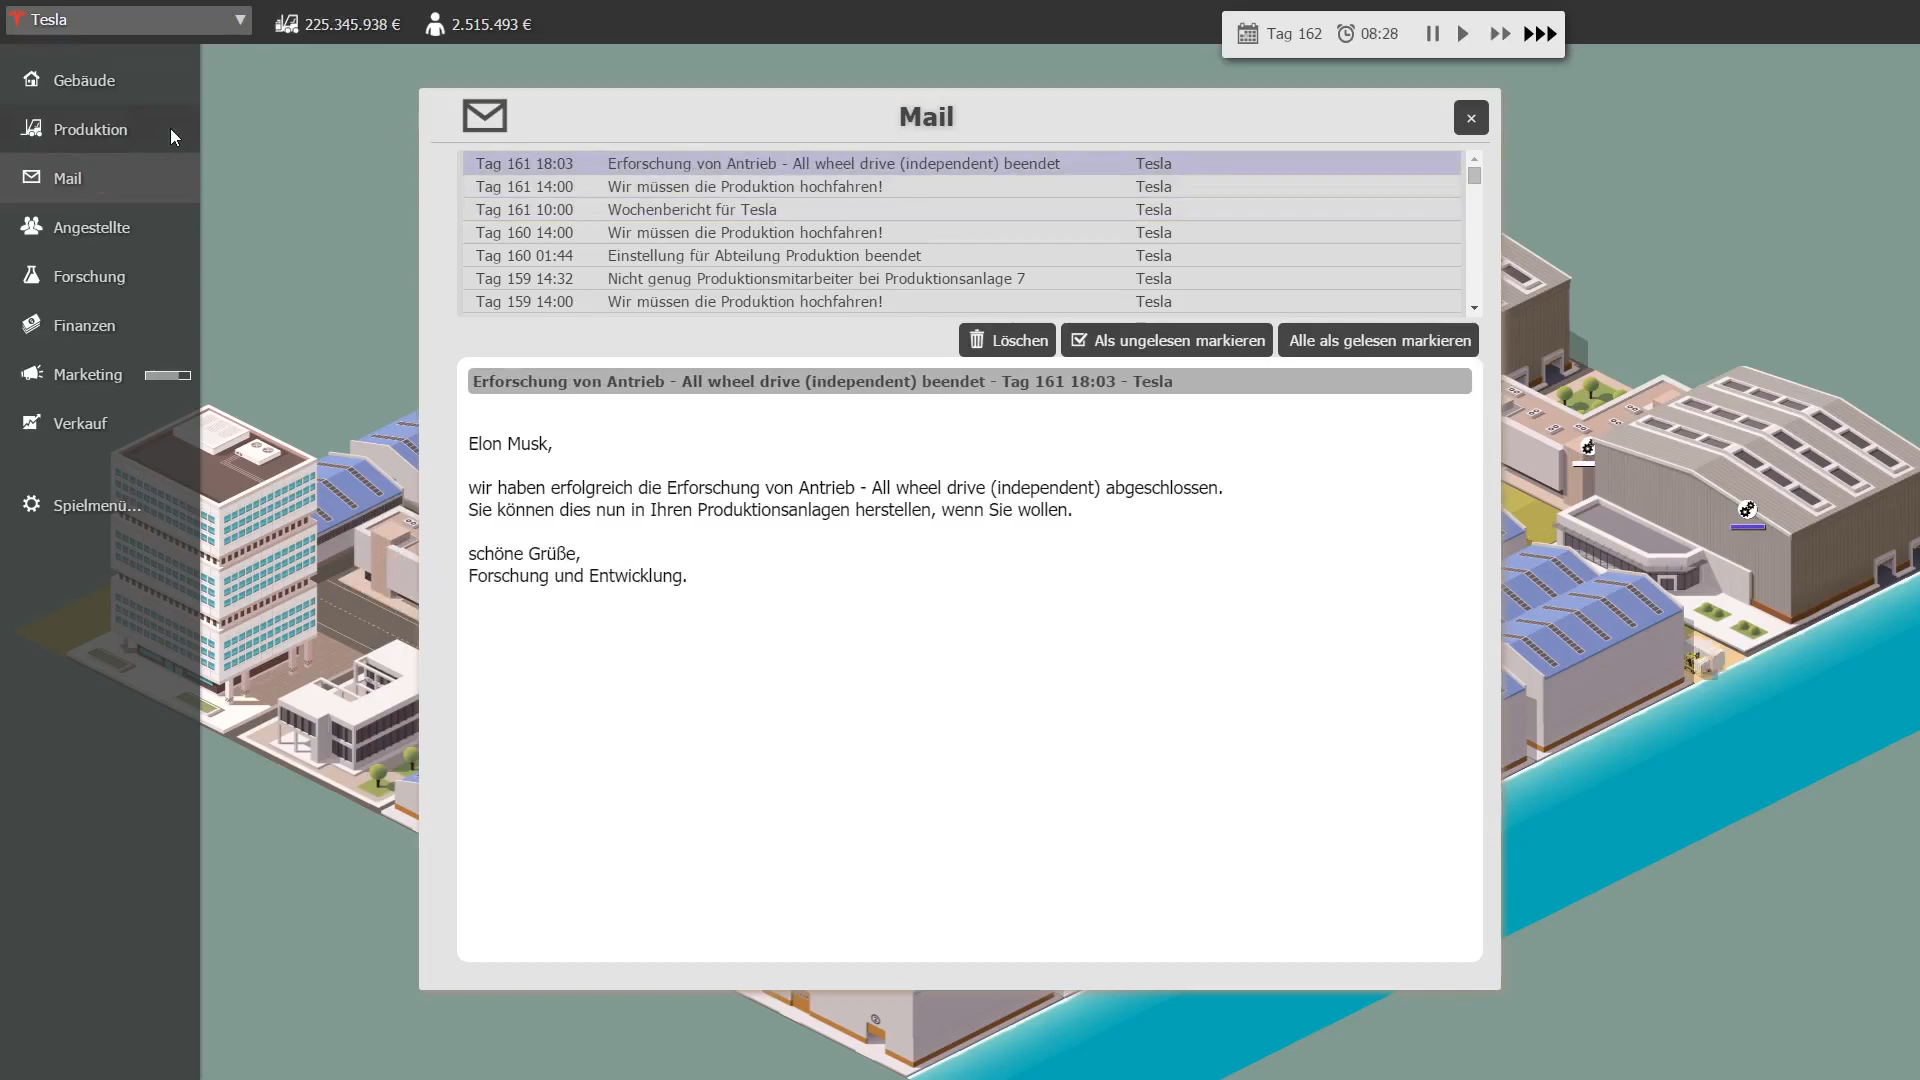 Tesla
225.345.938 €
2.515.493 €
Tag 162
08:28
Gebäude
Produktion
Mail
Angestellte
Forschung
Finanzen
Marketing
Verkauf
Spielmenü...
Mail
Tag 161 18:03 Erforschung von Antrieb - All wheel drive (independent) beendet Tesla
Tag 161 14:00 Wir müssen die Produktion hochfahren! Tesla
Tag 161 10:00 Wochenbericht für Tesla Tesla
Tag 160 14:00 Wir müssen die Produktion hochfahren! Tesla
Tag 160 01:44 Einstellung für Abteilung Produktion beendet Tesla
Tag 159 14:32 Nicht genug Produktionsmitarbeiter bei Produktionsanlage 7 Tesla
Tag 159 14:00 Wir müssen die Produktion hochfahren! Tesla
Löschen
Als ungelesen markieren
Alle als gelesen markieren
Erforschung von Antrieb - All wheel drive (independent) beendet - Tag 161 18:03 - Tesla
Elon Musk,
wir haben erfolgreich die Erforschung von Antrieb - All wheel drive (independent) abgeschlossen.
Sie können dies nun in Ihren Produktionsanlagen herstellen, wenn Sie wollen.
schöne Grüße,
Forschung und Entwicklung.